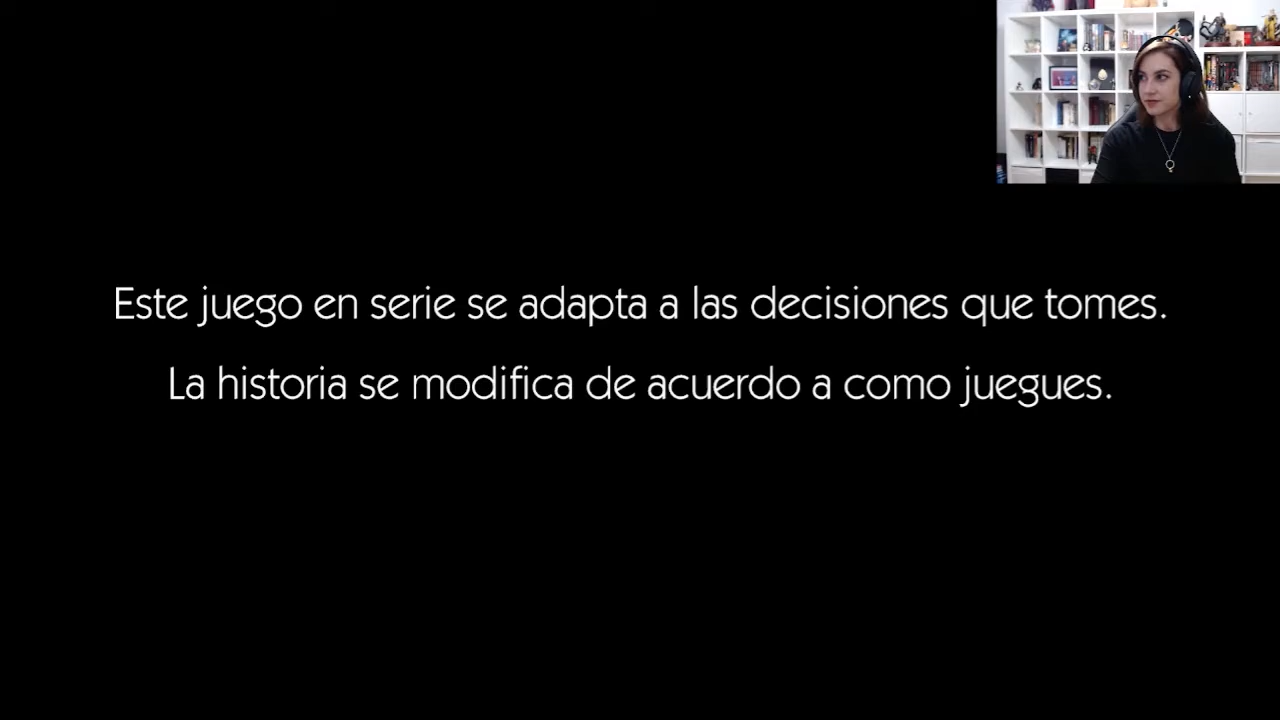 Este juego en serie se adapta a las decisiones que tomes.
La historia se modifica de acuerdo a como juegues.